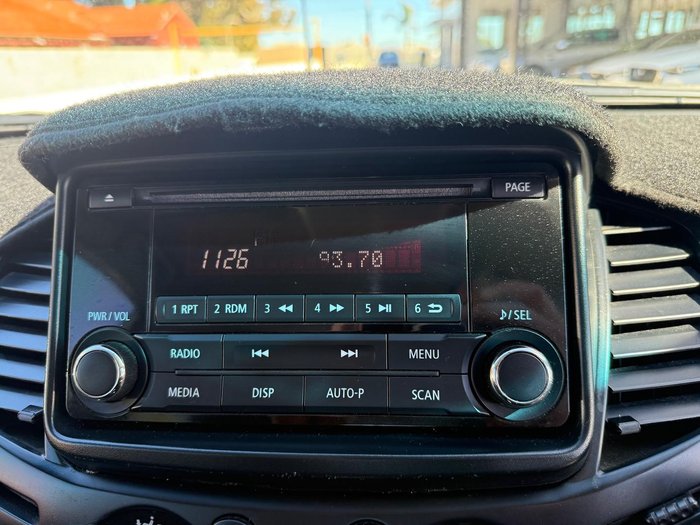 PAGE
1126 93.70
1 RPT 2 RDM 3 4 5 6
PWR/VOL /SEL
RADIO MENU
MEDIA DISP AUTO-P SCAN